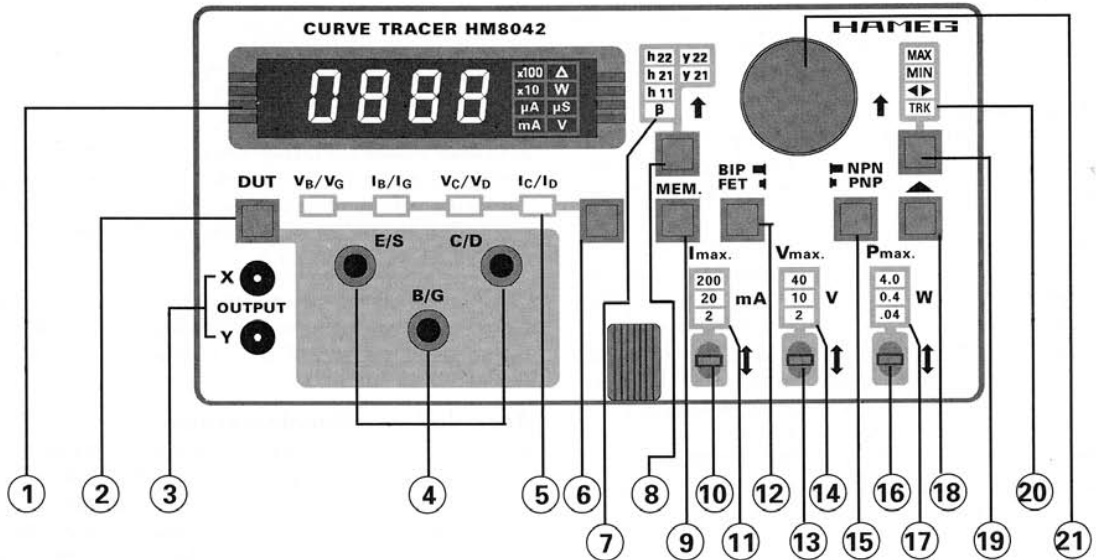 CURVE TRACER HM8042
HAMEG
0888
x100 Δ
x10 W
µA µS
mA V
h22 y22
h21 y21
h11
β
MAX
MIN
◀▶
TRK
DUT
VB/VG
IB/IG
VC/VD
IC/ID
MEM.
BIP
FET
NPN
PNP
E/S
C/D
B/G
X
OUTPUT
Y
Imax.
200
20
2
mA
Vmax.
40
10
2
V
Pmax.
4.0
0.4
.04
W
1
2
3
4
5
6
7
8
9
10
11
12
13
14
15
16
17
18
19
20
21